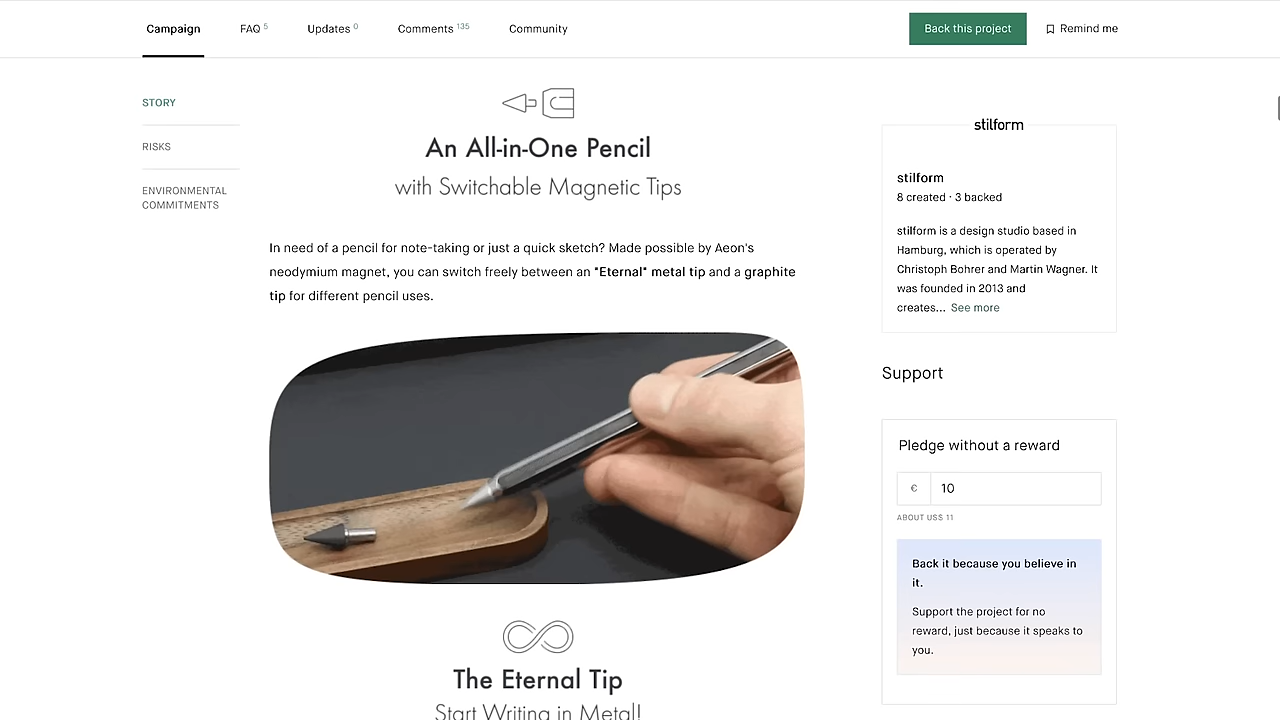 Campaign
FAQ 5
Updates 0
Comments 135
Community
Back this project
Remind me
STORY
RISKS
ENVIRONMENTAL
COMMITMENTS
An All-in-One Pencil
with Switchable Magnetic Tips
In need of a pencil for note-taking or just a quick sketch? Made possible by Aeon's
neodymium magnet, you can switch freely between an "Eternal" metal tip and a graphite
tip for different pencil uses.
The Eternal Tip
Start Writing in Metal!
stilform
stilform
8 created · 3 backed
stilform is a design studio based in
Hamburg, which is operated by
Christoph Bohrer and Martin Wagner. It
was founded in 2013 and
creates... See more
Support
Pledge without a reward
€ 10
ABOUT US$ 11
Back it because you believe in
it.
Support the project for no
reward, just because it speaks to
you.